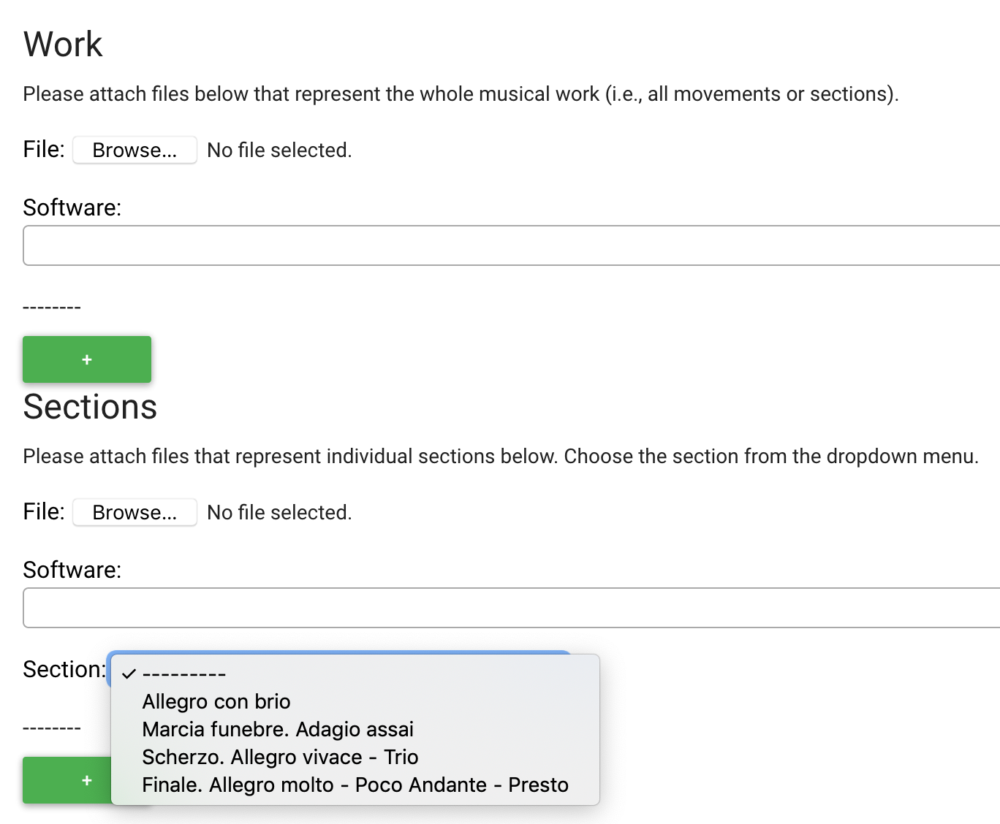 Work
Please attach files below that represent the whole musical work (i.e., all movements or sections).
File: Browse... No file selected.
Software:
--------
+
Sections
Please attach files that represent individual sections below. Choose the section from the dropdown menu.
File: Browse... No file selected.
Software:
Section: ✓ ---------
Allegro con brio
Marcia funebre. Adagio assai
--------
Scherzo. Allegro vivace - Trio
Finale. Allegro molto - Poco Andante - Presto
+